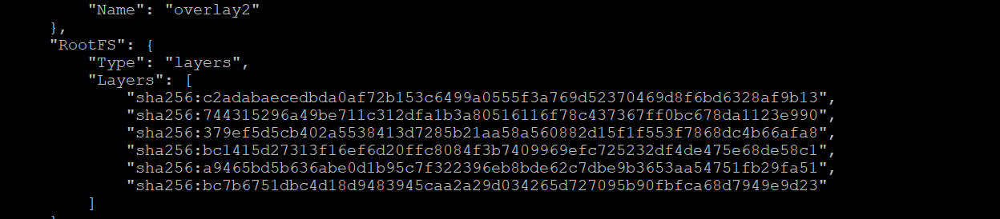 "Name": "overlay2"
},
"RootFS": {
"Type": "layers",
"Layers": [
"sha256:c2adabaecedbda0af72b153c6499a0555f3a769d52370469d8f6bd6328af9b13",
"sha256:744315296a49be711c312dfa1b3a80516116f78c437367ff0bc678da1123e990",
"sha256:379ef5d5cb402a5538413d7285b21aa58a560882d15f1f553f7868dc4b66afa8",
"sha256:bc1415d27313f16ef6d20ffc8084f3b7409969efc725232df4de475e68de58c1",
"sha256:a9465bd5b636abe0d1b95c7f322396eb8bde62c7dbe9b3653aa54751fb29fa51",
"sha256:bc7b6751dbc4d18d9483945caa2a29d034265d727095b90fbfca68d7949e9d23"
]
}